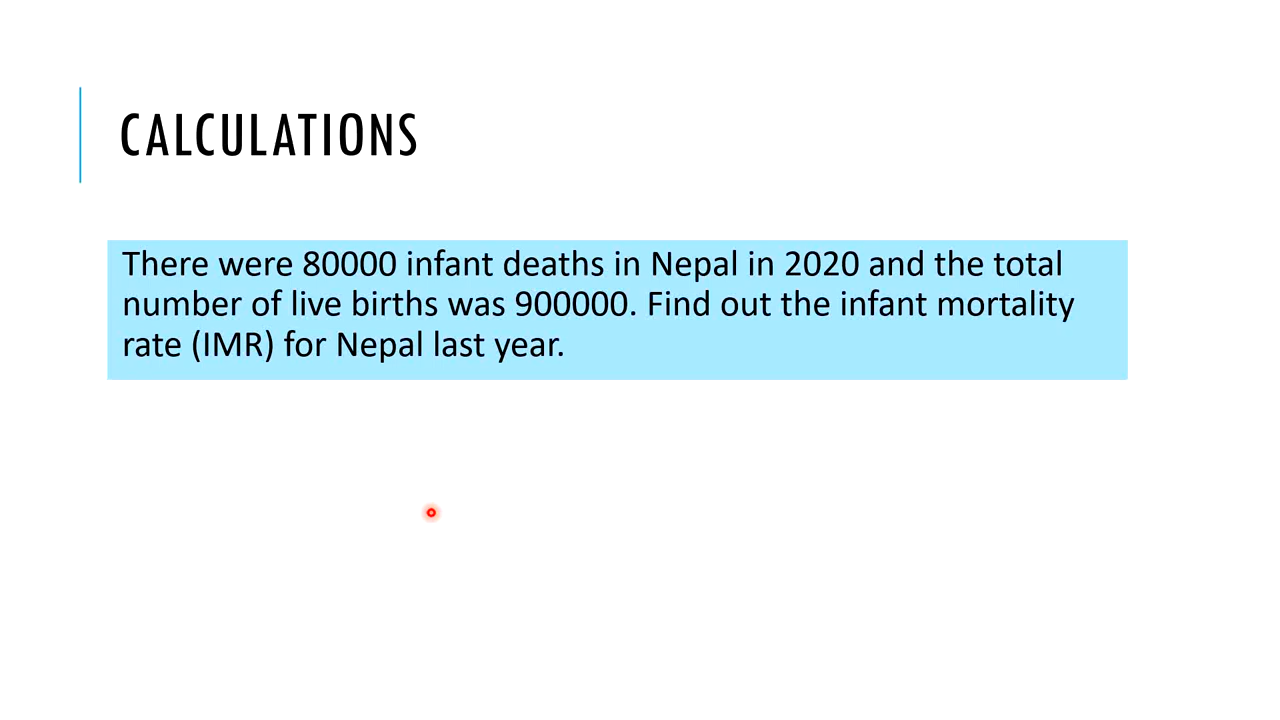 CALCULATIONS
There were 80000 infant deaths in Nepal in 2020 and the total
number of live births was 900000. Find out the infant mortality
rate (IMR) for Nepal last year.